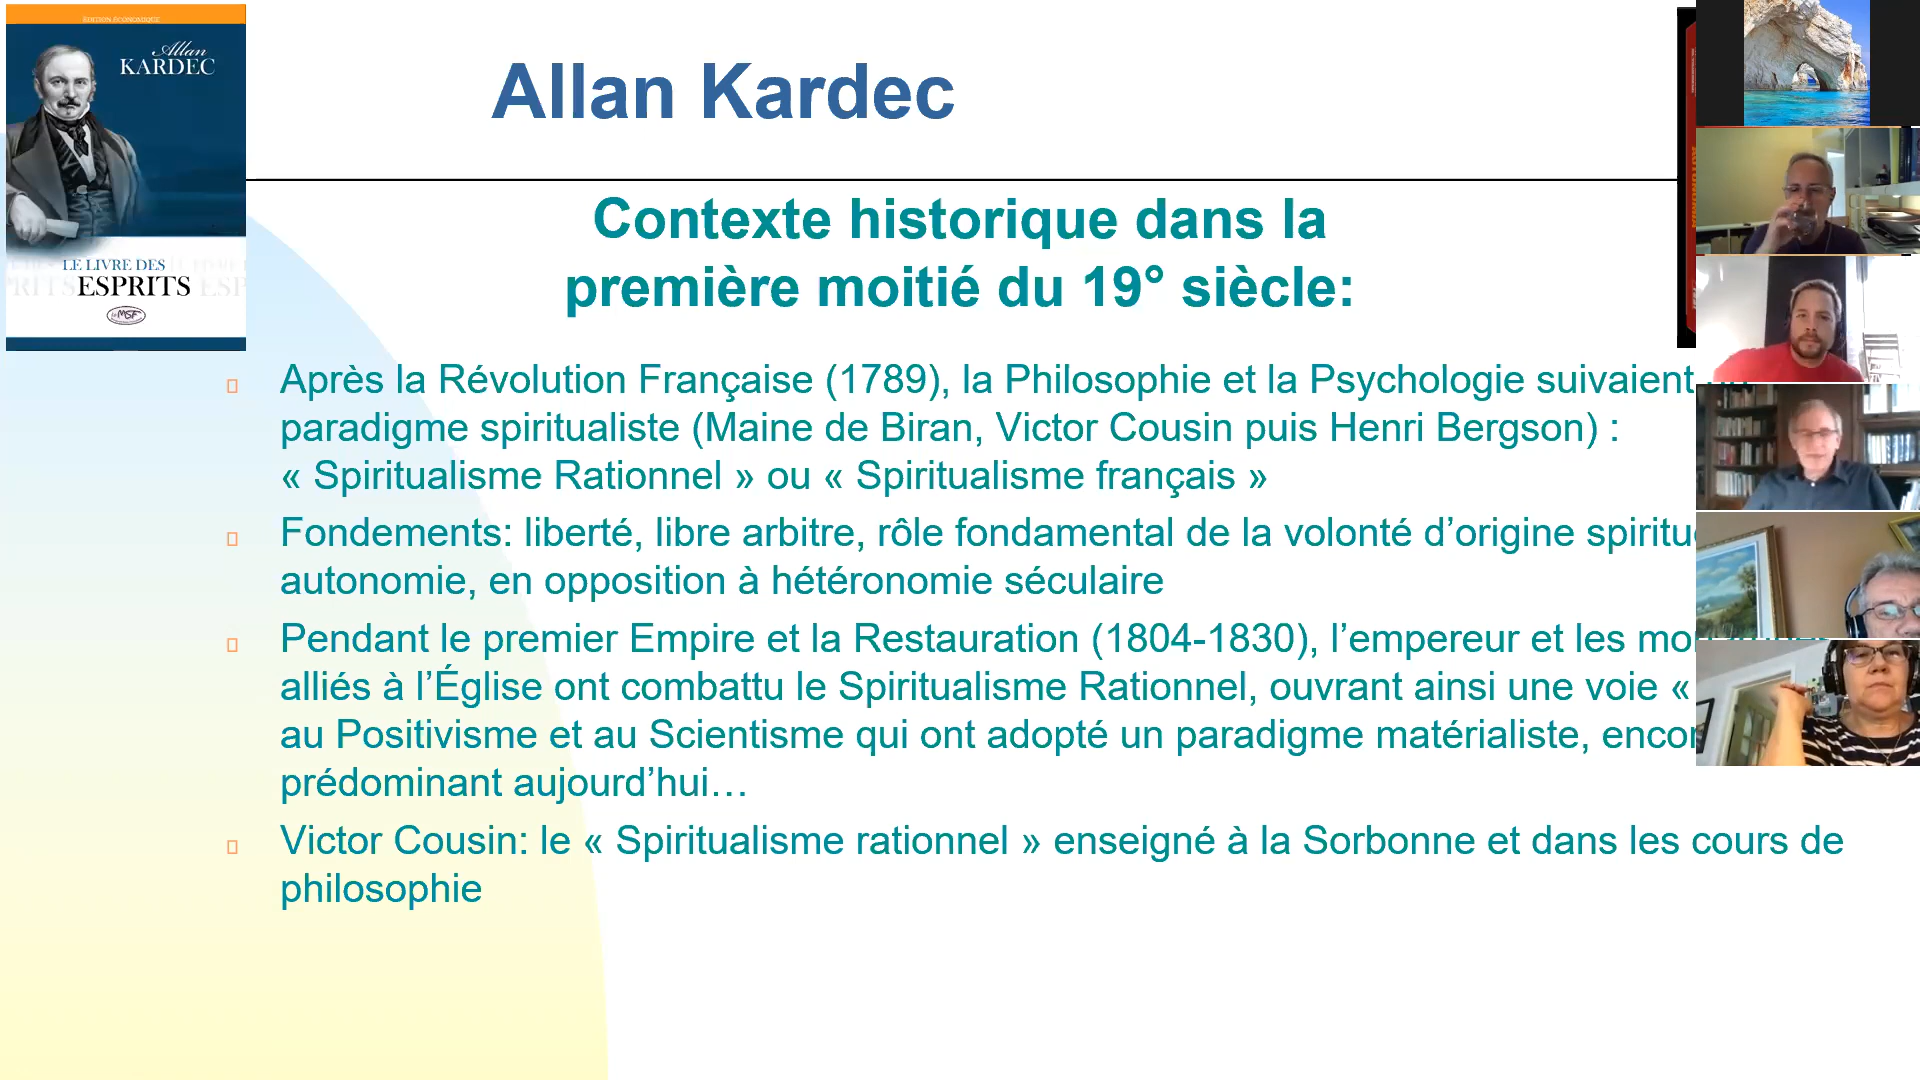 ÉDITION ÉCONOMIQUE
Allan
KARDEC
LE LIVRE DES
ESPRITS
Allan Kardec
Contexte historique dans la
première moitié du 19° siècle:
Après la Révolution Française (1789), la Philosophie et la Psychologie suivaient
paradigme spiritualiste (Maine de Biran, Victor Cousin puis Henri Bergson) :
« Spiritualisme Rationnel » ou « Spiritualisme français »
Fondements: liberté, libre arbitre, rôle fondamental de la volonté d’origine
autonomie, en opposition à hétéronomie séculaire
Pendant le premier Empire et la Restauration (1804-1830), l’empereur et les
alliés à l’Église ont combattu le Spiritualisme Rationnel, ouvrant ainsi une voie «
au Positivisme et au Scientisme qui ont adopté un paradigme matérialiste,
prédominant aujourd’hui…
Victor Cousin: le « Spiritualisme rationnel » enseigné à la Sorbonne et dans les cours de
philosophie